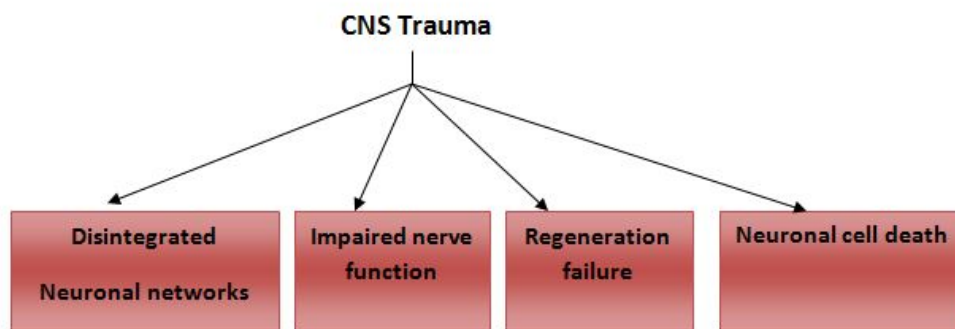 CNS Trauma
Disintegrated
Neuronal networks
Impaired nerve
function
Regeneration
failure
Neuronal cell death